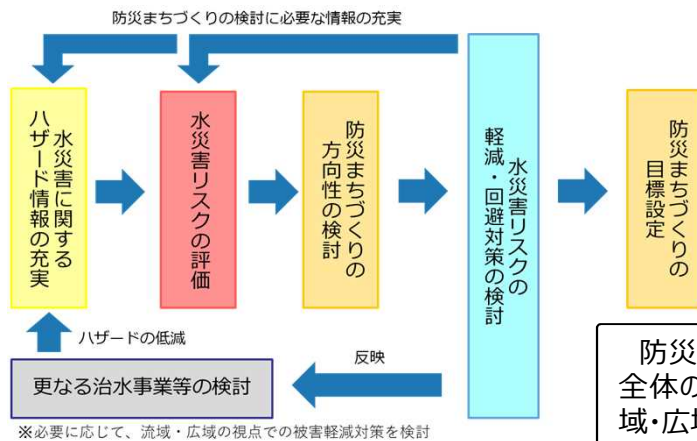 防災まちづくりの検討に必要な情報の充実
水災害に関する
ハザード情報の充実
水災害リスクの評価
防災まちづくりの
方向性の検討
水災害リスクの
軽減・回避対策の検討
防災まちづくりの
目標設定
ハザードの低減
更なる治水事業等の検討
反映
※必要に応じて、流域・広域の視点での被害軽減対策を検討
防災
全体の
域・広域